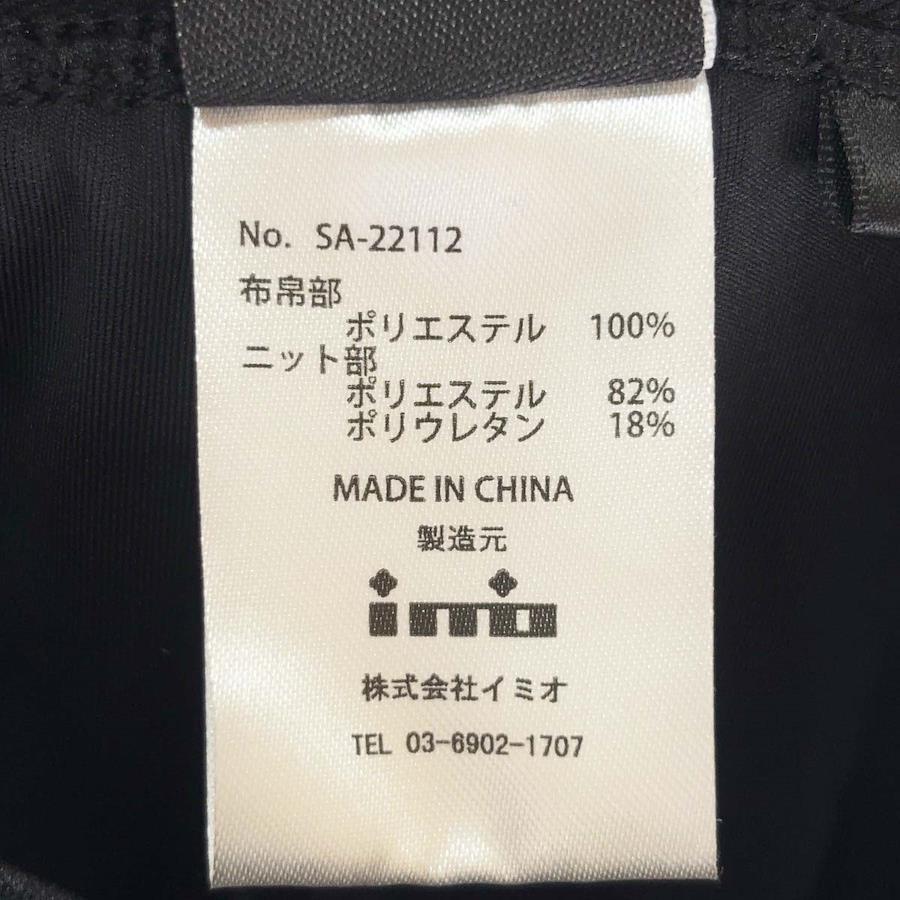 No. SA-22112
布帛部
ポリエステル 100%
ニット部
ポリエステル 82%
ポリウレタン 18%
MADE IN CHINA
製造元
imio
株式会社イミオ
TEL 03-6902-1707